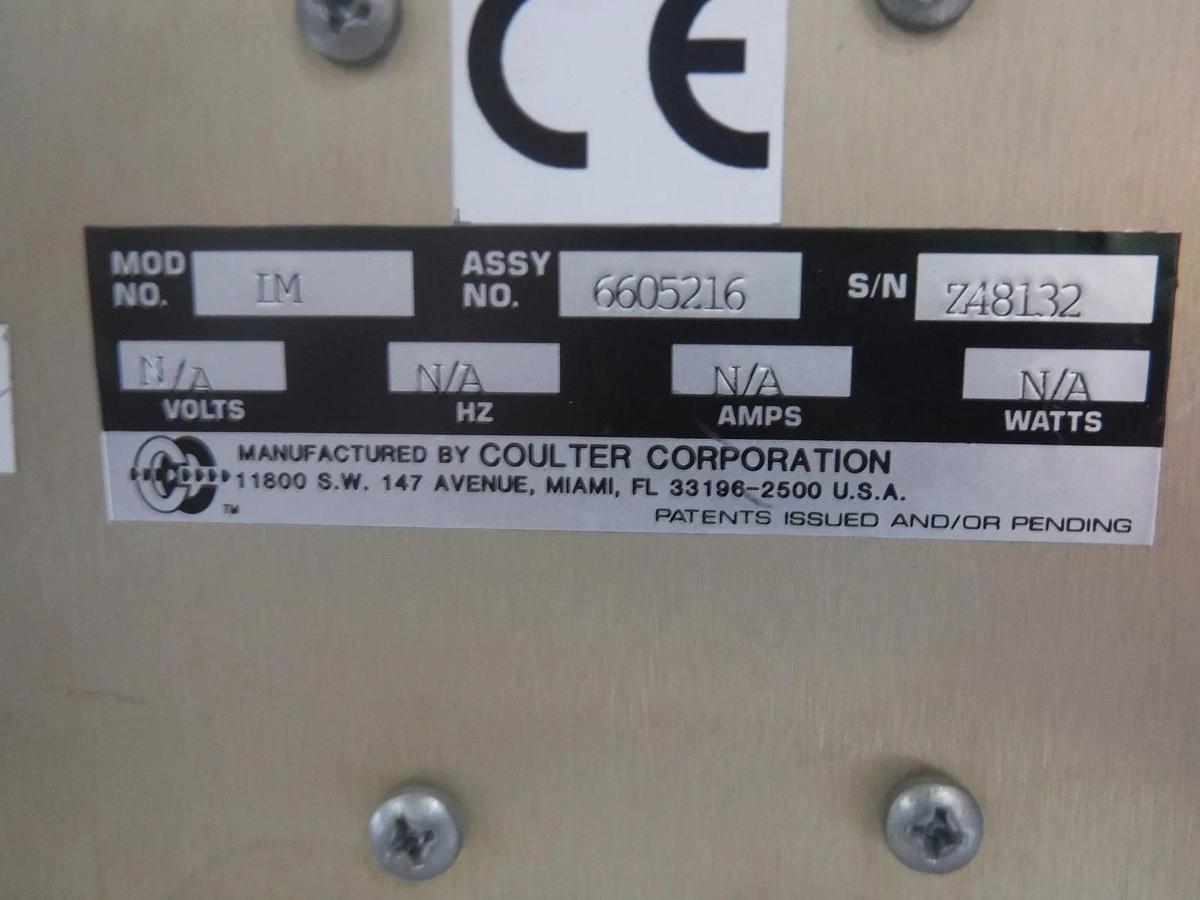 CE
MOD NO. IM ASSY NO. 6605216 S/N Z48132
N/A N/A N/A N/A
VOLTS HZ AMPS WATTS
MANUFACTURED BY COULTER CORPORATION
11800 S.W. 147 AVENUE, MIAMI, FL 33196-2500 U.S.A.
TM
PATENTS ISSUED AND/OR PENDING